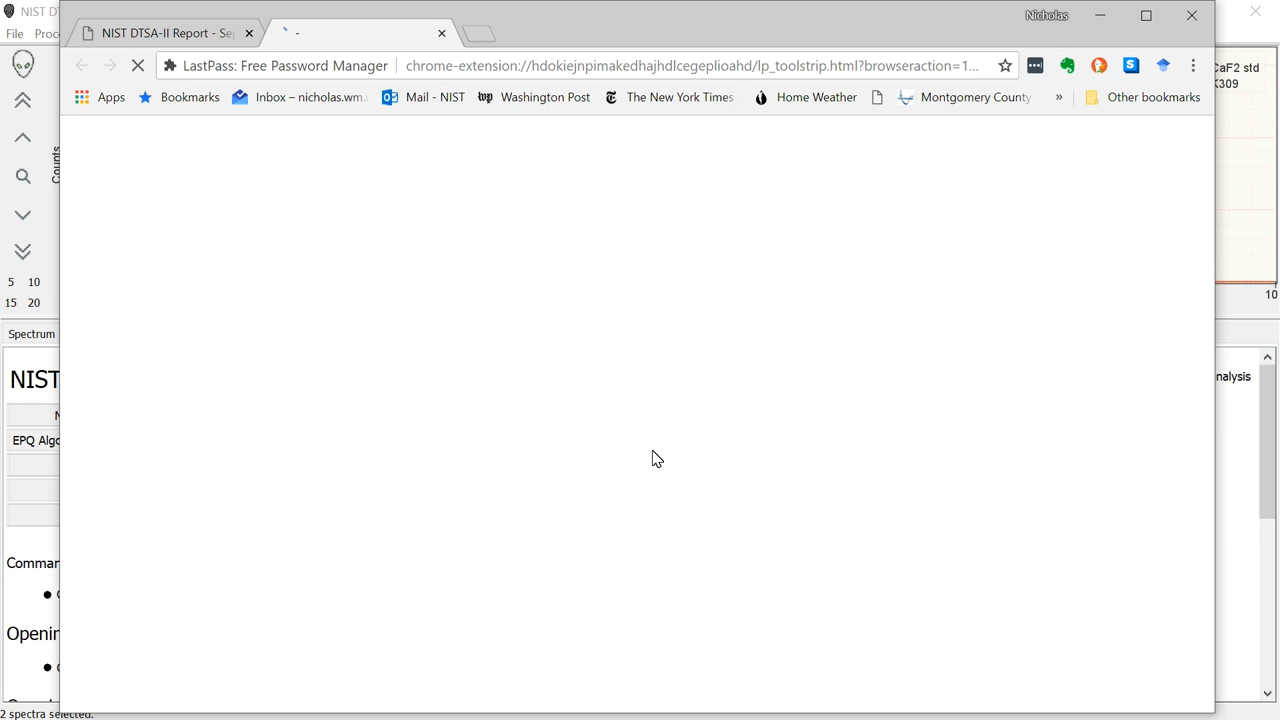 NIST DT
Nicholas
NIST DTSA-II Report - Se
-
File Proc
LastPass: Free Password Manager chrome-extension://hdokiejnpimakedhajhdlcegeplioahd/lp_toolstrip.html?browseraction=1...
CaF2 std
K309
Apps Bookmarks Inbox – nicholas.wm. Mail - NIST Washington Post The New York Times Home Weather Montgomery County » Other bookmarks
Counts
5 10
15 20
10
Spectrum
NIST
nalysis
EPQ Algo
Comma
Openin
2 spectra selected.